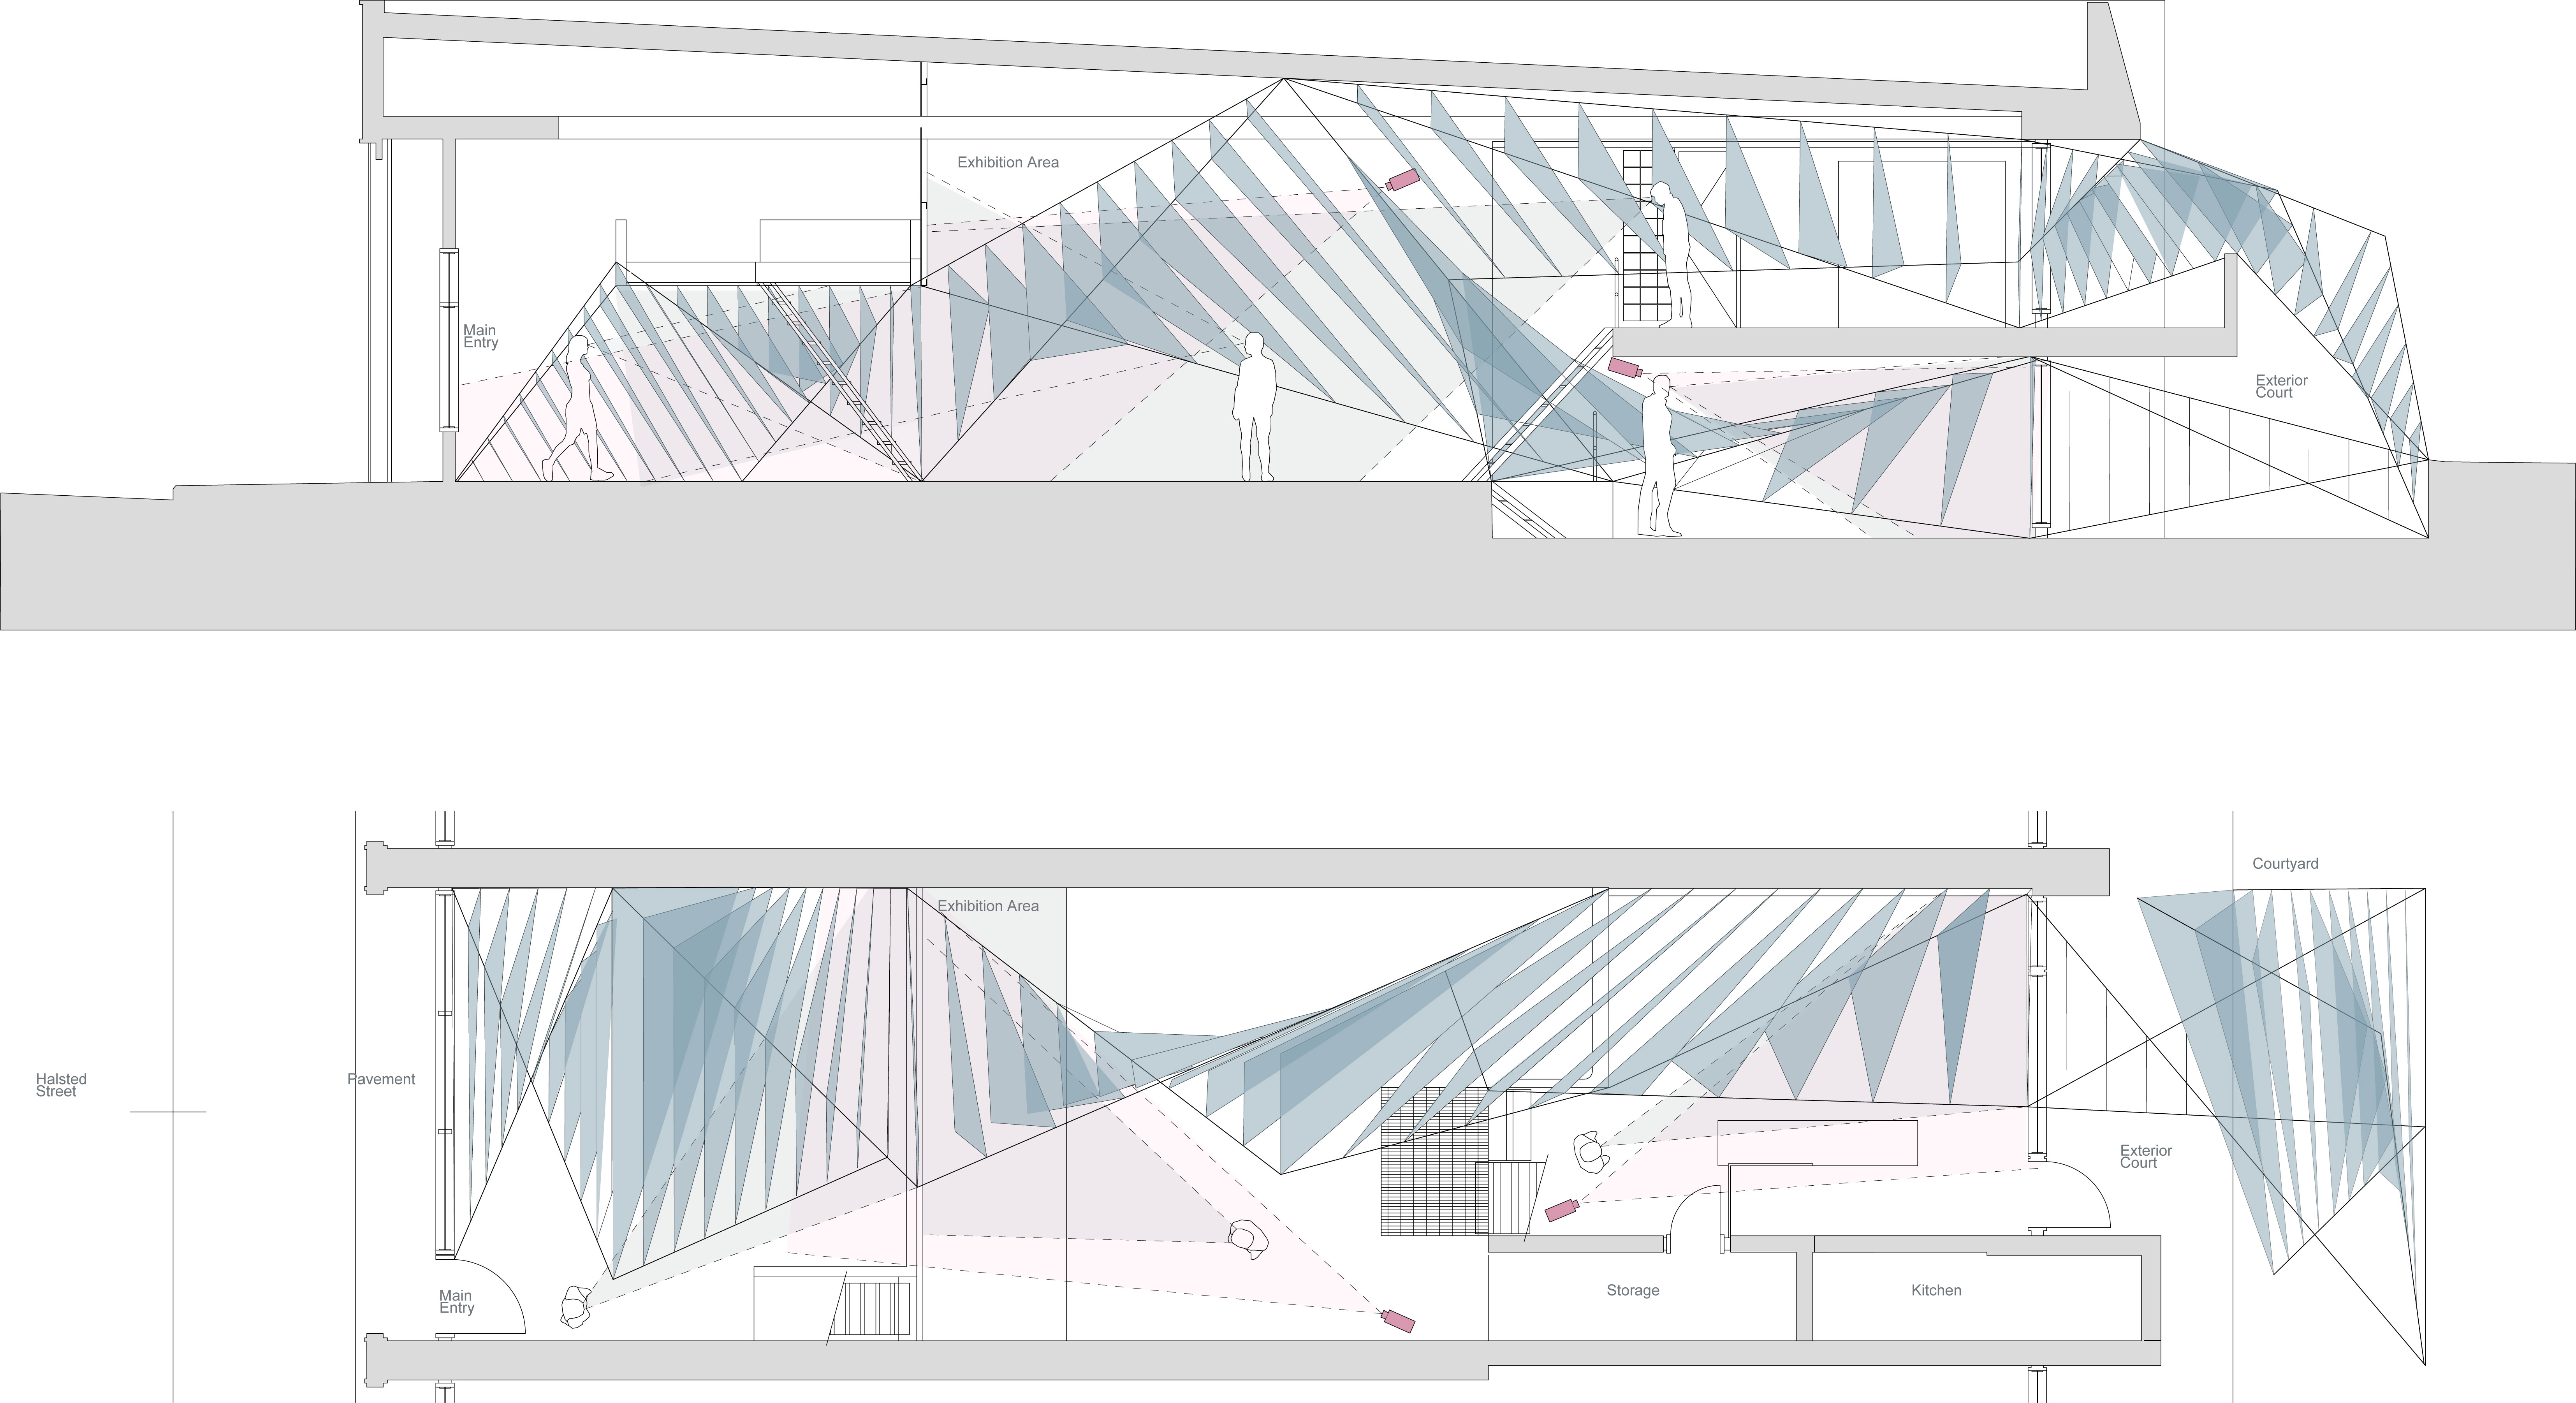 Exhibition Area
Main
Entry
Exterior
Court
Courtyard
Exhibition Area
Halsted
Street
Pavement
Exterior
Court
Main
Entry
Storage
Kitchen